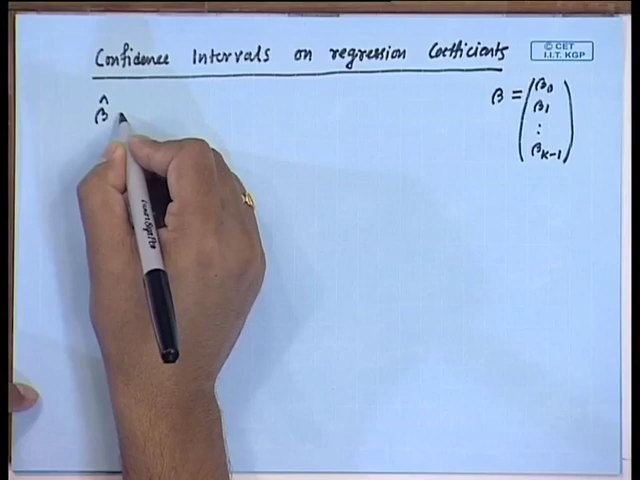 Confidence Intervals on regression Coefficients
© CET
I.I.T. KGP
β = (β0
β1
:
βk-1)
β̂